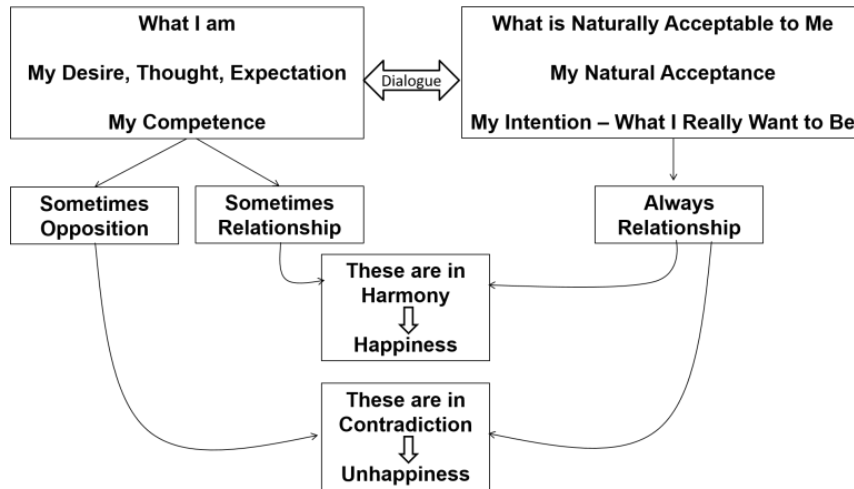 What I am
My Desire, Thought, Expectation
My Competence
Dialogue
What is Naturally Acceptable to Me
My Natural Acceptance
My Intention – What I Really Want to Be
Sometimes
Opposition
Sometimes
Relationship
Always
Relationship
These are in
Harmony
Happiness
These are in
Contradiction
Unhappiness